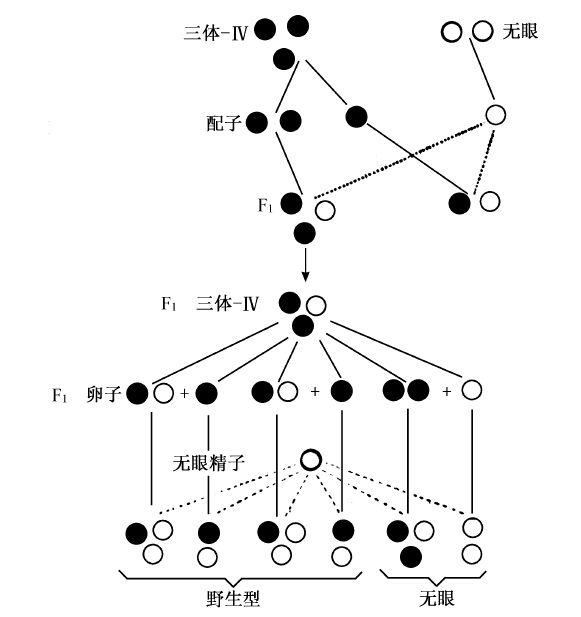 三体-Ⅳ 无眼
配子
F₁
F₁ 三体-Ⅳ
F₁ 卵子 + + +
无眼精子
野生型 无眼